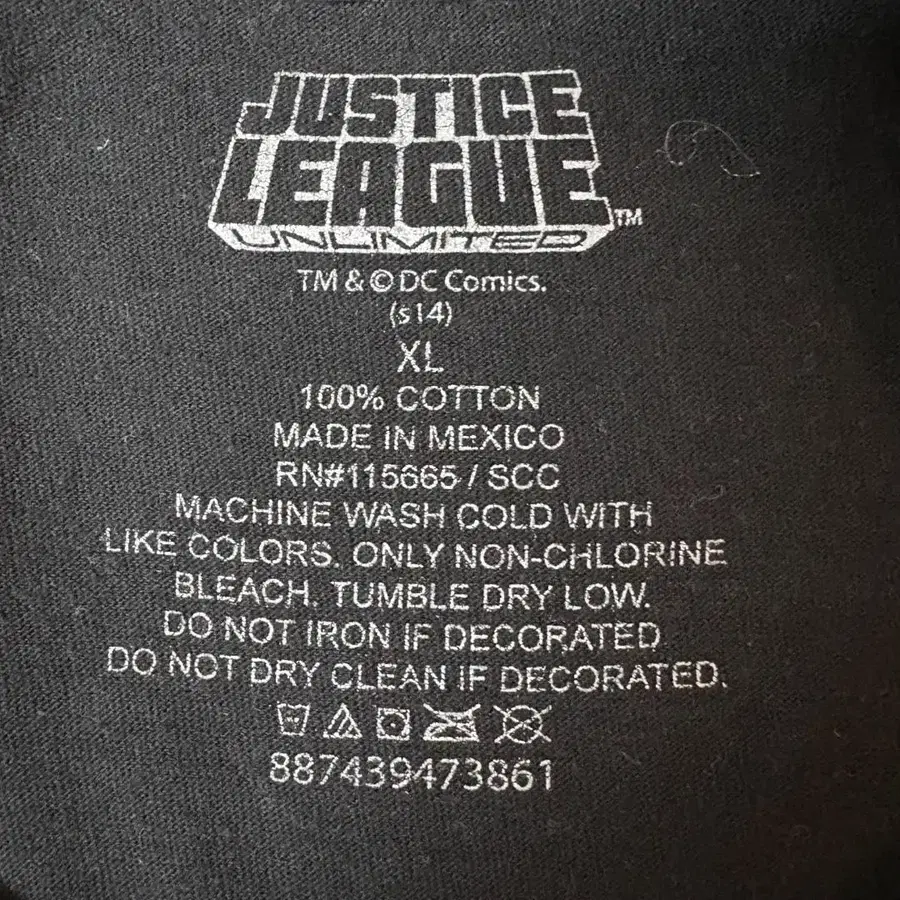 JUSTICE
LEAGUE
UNLIMITED™
TM & © DC Comics.
(s14)
XL
100% COTTON
MADE IN MEXICO
RN#115665 / SCC
MACHINE WASH COLD WITH
LIKE COLORS. ONLY NON-CHLORINE
BLEACH. TUMBLE DRY LOW.
DO NOT IRON IF DECORATED
DO NOT DRY CLEAN IF DECORATED.
887439473861